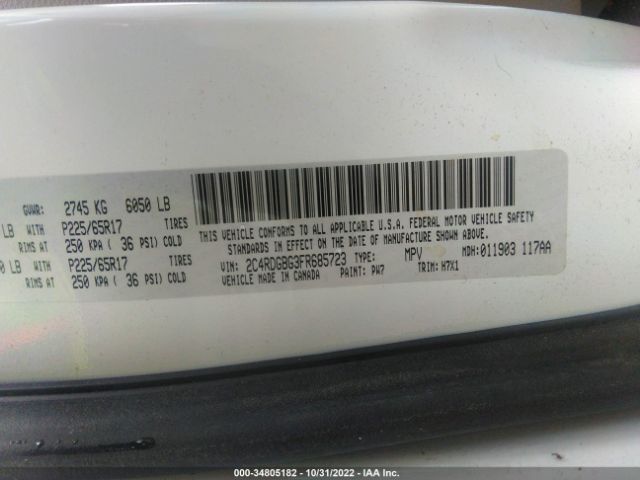 GVWR: 2745 KG 6050 LB
LB WITH P225/65R17 TIRES
RIMS AT 250 KPA ( 36 PSI) COLD
0 LB WITH P225/65R17 TIRES
RIMS AT 250 KPA ( 36 PSI) COLD
THIS VEHICLE CONFORMS TO ALL APPLICABLE U.S.A. FEDERAL MOTOR VEHICLE SAFETY
STANDARDS IN EFFECT ON THE DATE OF MANUFACTURE SHOWN ABOVE.
VIN: 2C4RDGBG3FR685723 TYPE: MPV MDH:011903 117AA
VEHICLE MADE IN CANADA PAINT: PW7 TRIM: H7X1
000-34805182 - 10/31/2022 - IAA Inc.